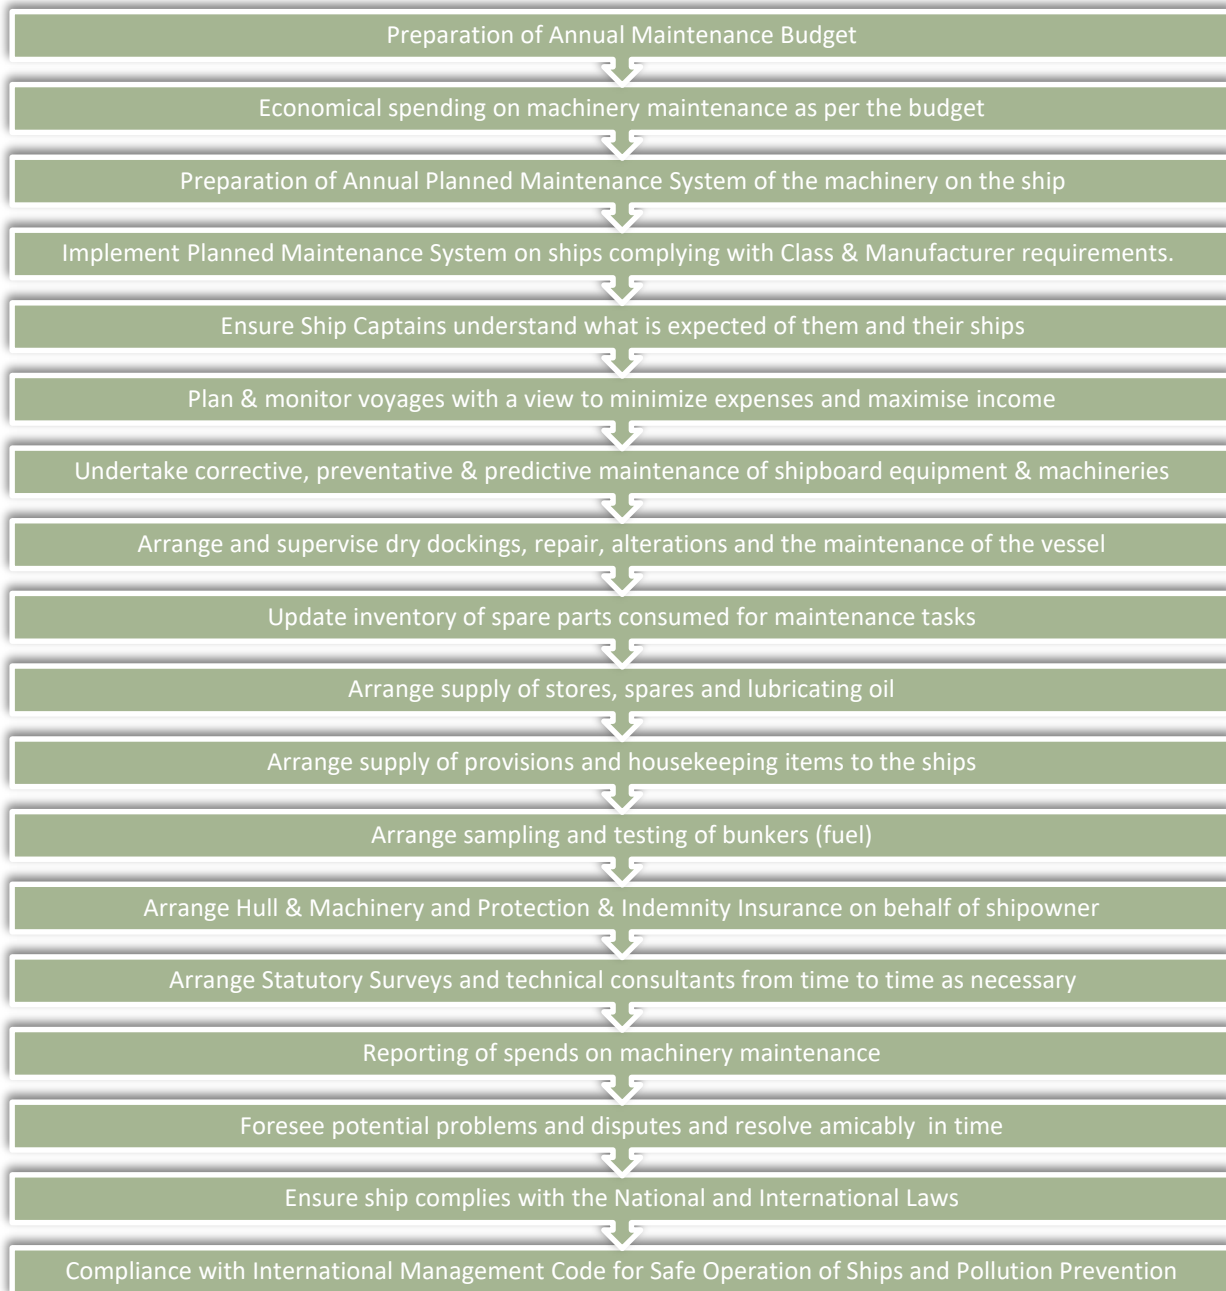 Preparation of Annual Maintenance Budget
Economical spending on machinery maintenance as per the budget
Preparation of Annual Planned Maintenance System of the machinery on the ship
Implement Planned Maintenance System on ships complying with Class & Manufacturer requirements.
Ensure Ship Captains understand what is expected of them and their ships
Plan & monitor voyages with a view to minimize expenses and maximise income
Undertake corrective, preventative & predictive maintenance of shipboard equipment & machineries
Arrange and supervise dry dockings, repair, alterations and the maintenance of the vessel
Update inventory of spare parts consumed for maintenance tasks
Arrange supply of stores, spares and lubricating oil
Arrange supply of provisions and housekeeping items to the ships
Arrange sampling and testing of bunkers (fuel)
Arrange Hull & Machinery and Protection & Indemnity Insurance on behalf of shipowner
Arrange Statutory Surveys and technical consultants from time to time as necessary
Reporting of spends on machinery maintenance
Foresee potential problems and disputes and resolve amicably  in time
Ensure ship complies with the National and International Laws
Compliance with International Management Code for Safe Operation of Ships and Pollution Prevention